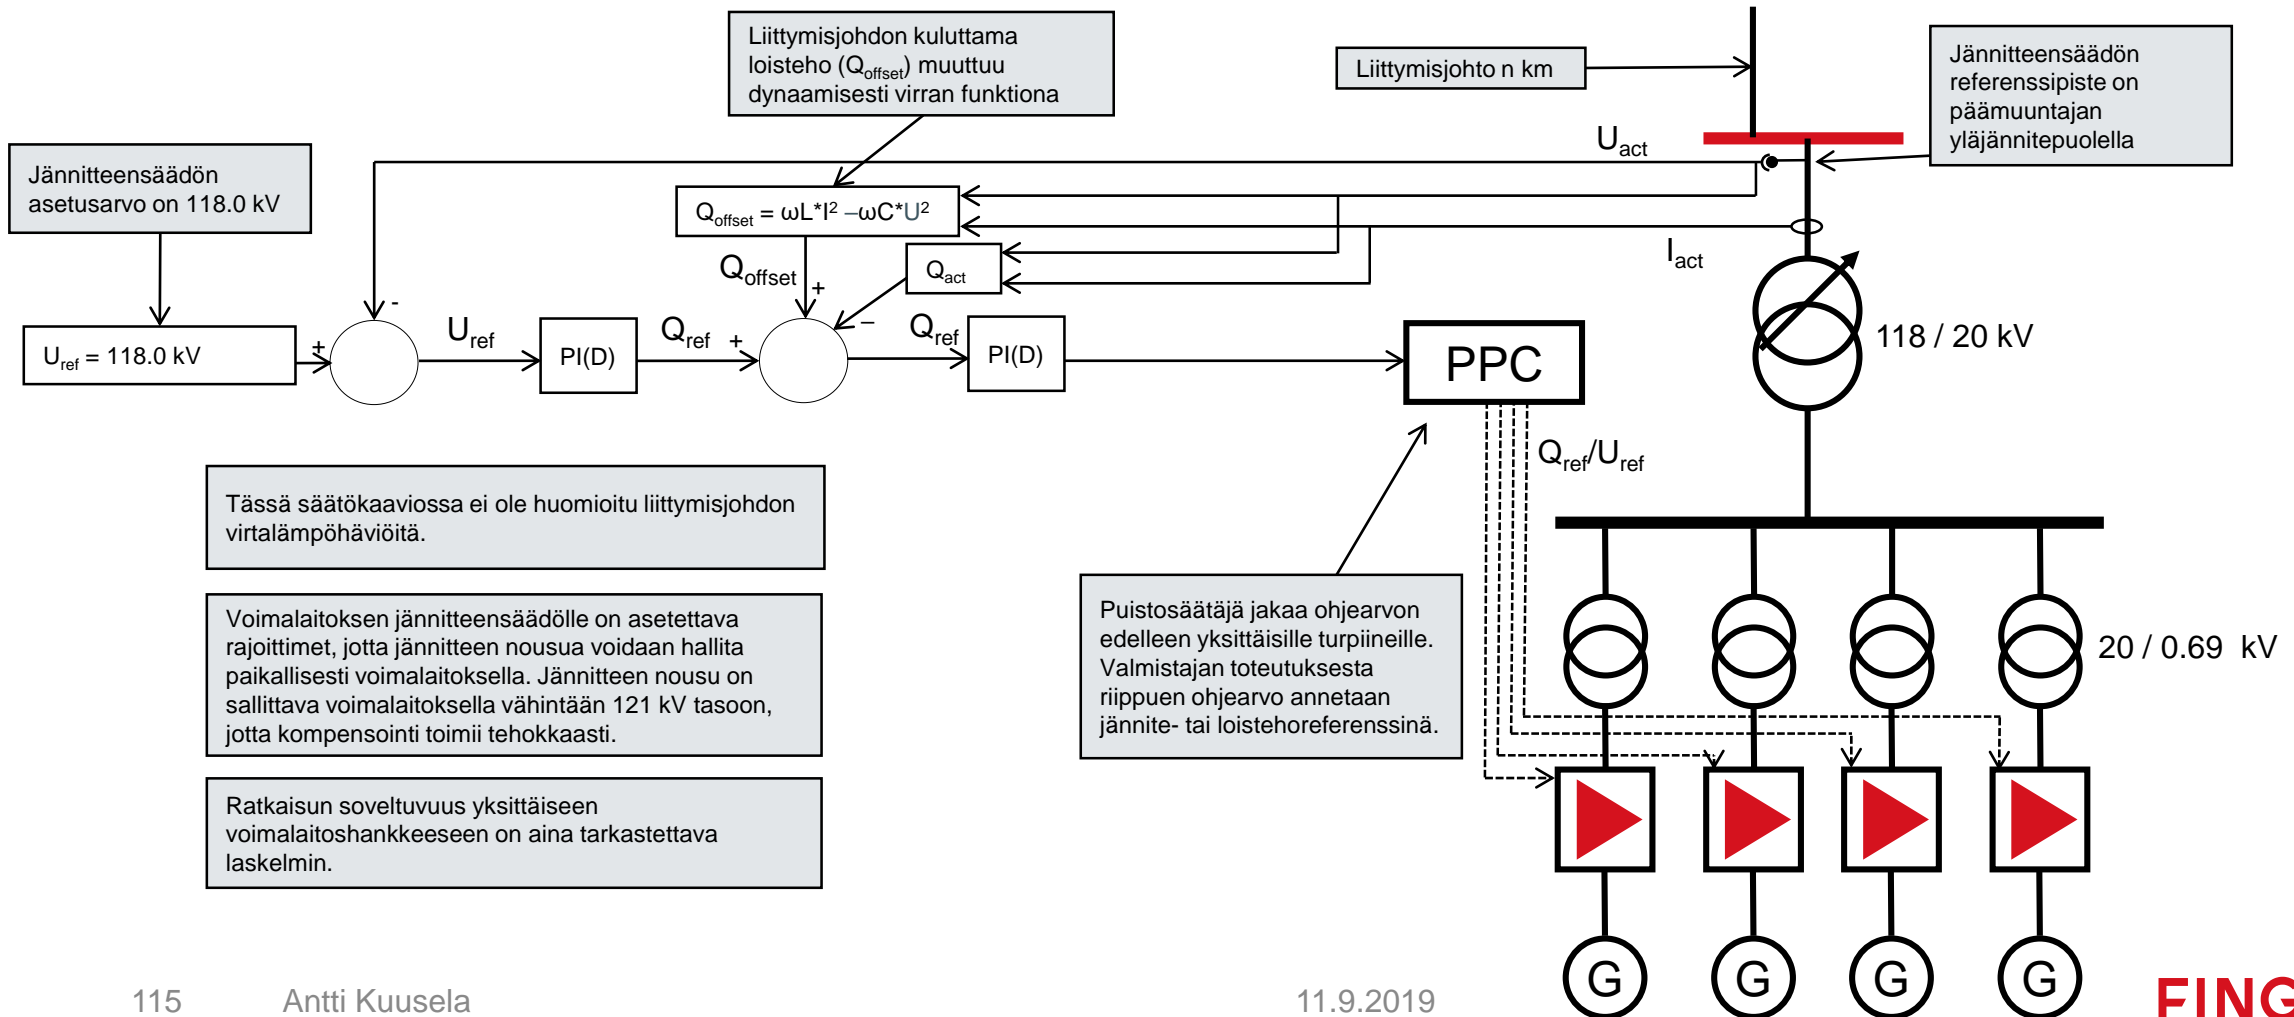 Liittymisjohdon kuluttama
loisteho (Qoffset) muuttuu
dynaamisesti virran funktiona
Liittymisjohto n km
Jännitteensäädön
referenssipiste on
päämuuntajan
yläjännitepuolella
Jännitteensäädön
asetusarvo on 118.0 kV
Uact
Qoffset = ωL*I² –ωC*U²
Iact
Qoffset
+
Qact
-
–
Uref = 118.0 kV
+
Uref
PI(D)
Qref
+
Qref
PI(D)
PPC
118 / 20 kV
Qref/Uref
Tässä säätökaaviossa ei ole huomioitu liittymisjohdon
virtalämpöhäviöitä.
Voimalaitoksen jännitteensäädölle on asetettava
rajoittimet, jotta jännitteen nousua voidaan hallita
paikallisesti voimalaitoksella. Jännitteen nousu on
sallittava voimalaitoksella vähintään 121 kV tasoon,
jotta kompensointi toimii tehokkaasti.
Ratkaisun soveltuvuus yksittäiseen
voimalaitoshankkeeseen on aina tarkastettava
laskelmin.
Puistosäätäjä jakaa ohjearvon
edelleen yksittäisille turpiineille.
Valmistajan toteutuksesta
riippuen ohjearvo annetaan
jännite- tai loistehoreferenssinä.
20 / 0.69 kV
G G G G
115 Antti Kuusela 11.9.2019
FING